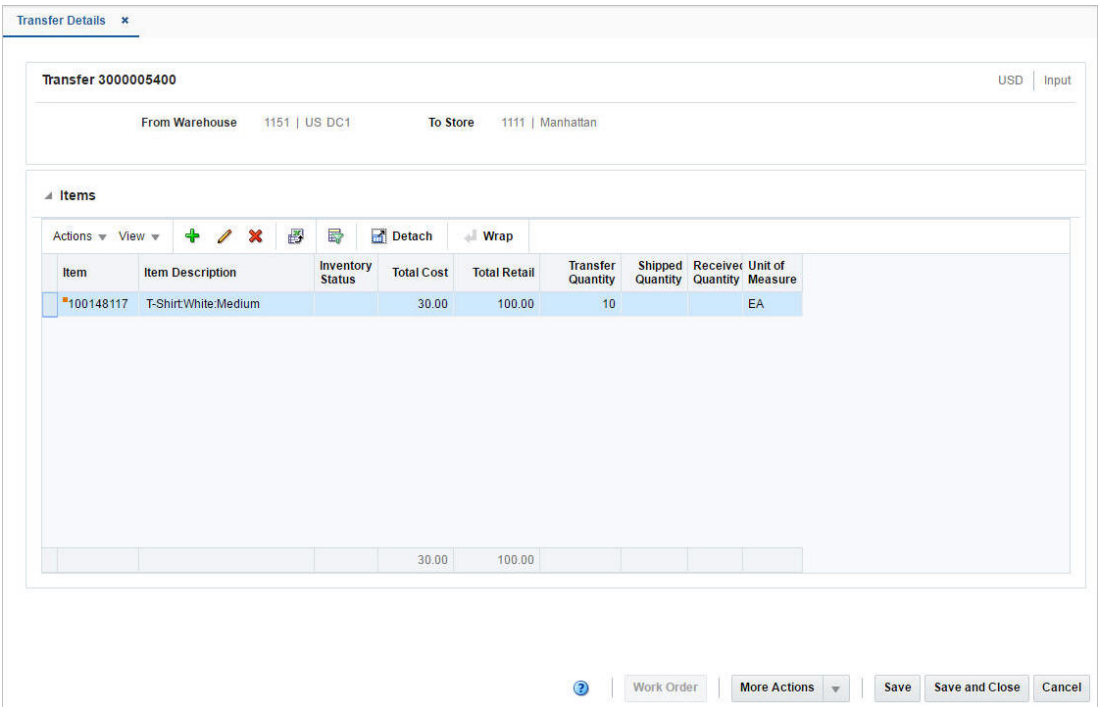 Transfer Details ×
Transfer 3000005400
USD | Input
From Warehouse 1151 | US DC1 To Store 1111 | Manhattan
Items
Actions View Detach Wrap
Item Item Description Inventory Status Total Cost Total Retail Transfer Quantity Shipped Quantity Received Quantity Unit of Measure
100148117 T-Shirt:White:Medium 30.00 100.00 10 EA
30.00 100.00
? Work Order More Actions Save Save and Close Cancel